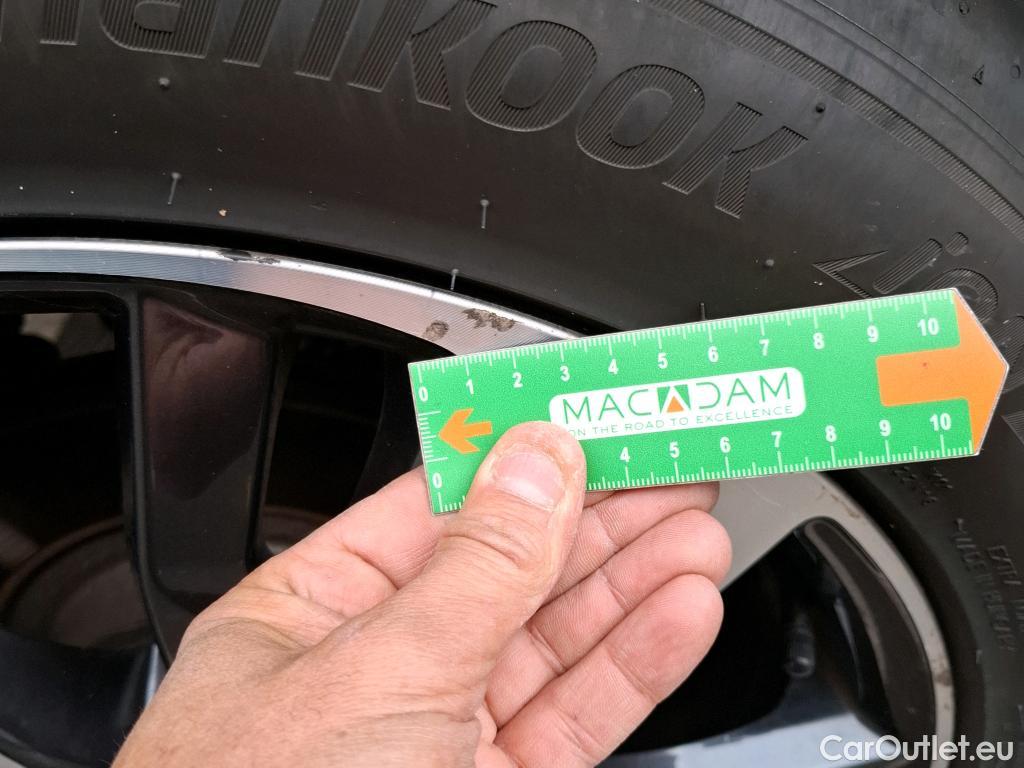 hankook
0 1 2 3 4 5 6 7 8 9 10
0
MACADAM
ON THE ROAD TO EXCELLENCE
0 4 5 6 7 8 9 10
CarOutlet.eu